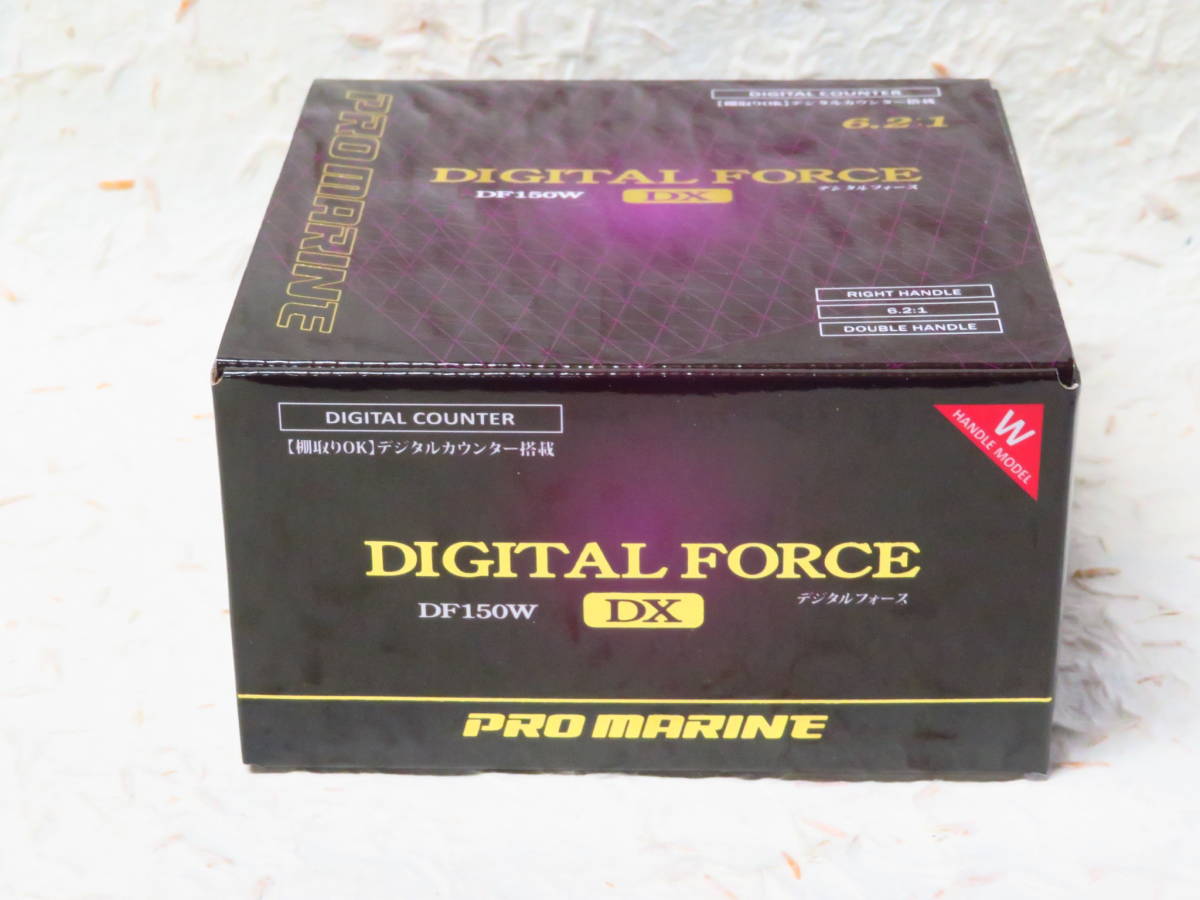 PRO MARINE
DIGITAL COUNTER
【棚取りOK】デジタルカウンター搭載
6.2:1
DIGITAL FORCE
DF150W DX デジタルフォース
RIGHT HANDLE
6.2:1
DOUBLE HANDLE
DIGITAL COUNTER
【棚取りOK】デジタルカウンター搭載
W
HANDLE MODEL
DIGITAL FORCE
DF150W DX デジタルフォース
PRO MARINE